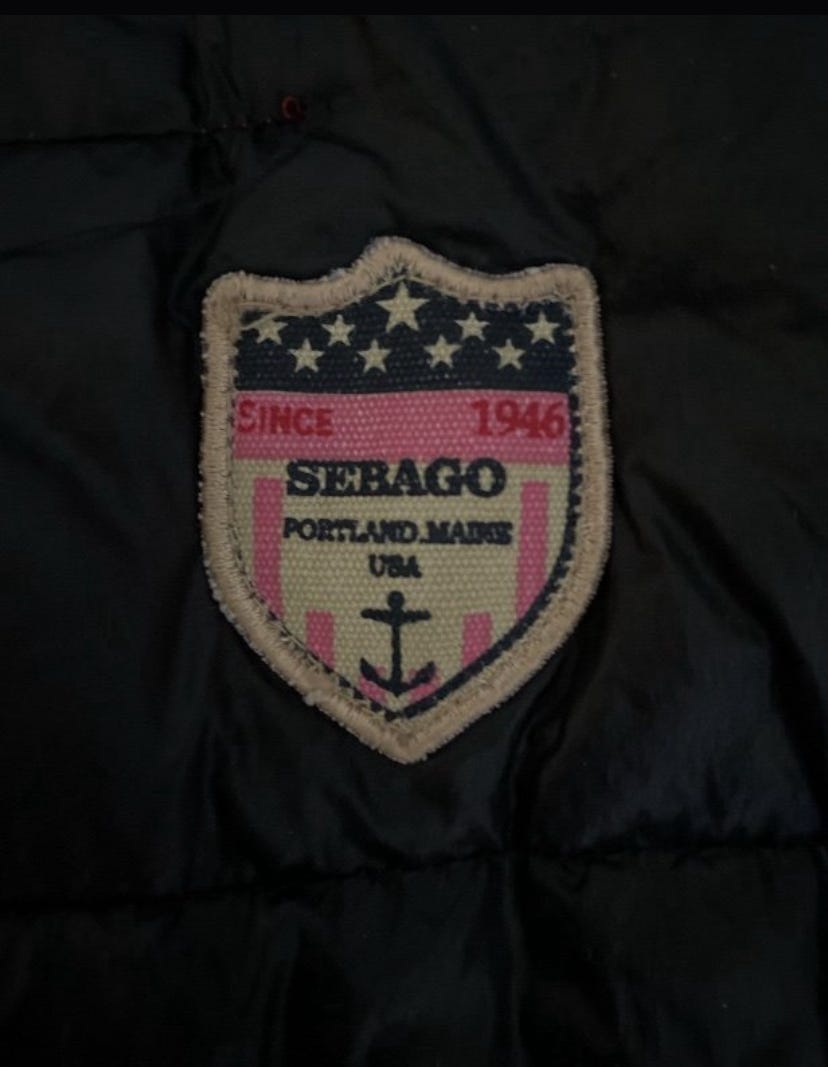 SINCE 1946
SEBAGO
PORTLAND.MAINE
USA